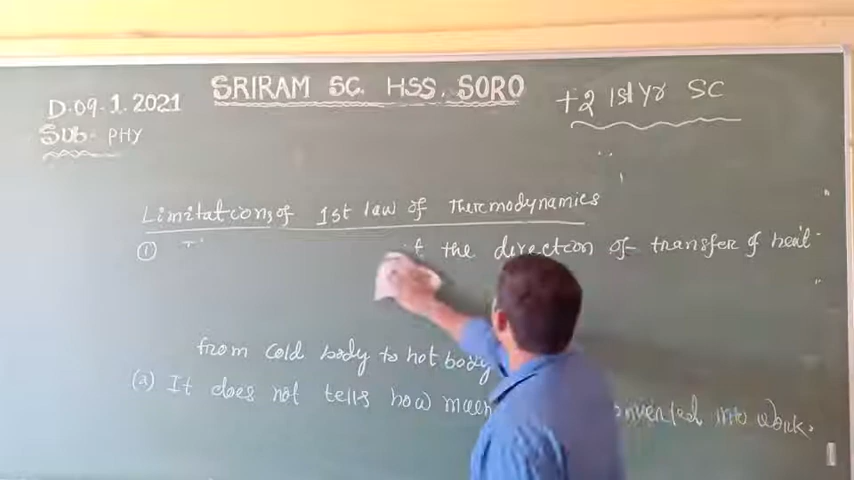 D.09.1.2021
SRIRAM SC. HSS. SORO
+2 1st Yr SC
SUB- PHY
Limitations of 1st law of Thermodynamics
① the direction of transfer of heat
from cold body to hot body
(2) It does not tells how into work.